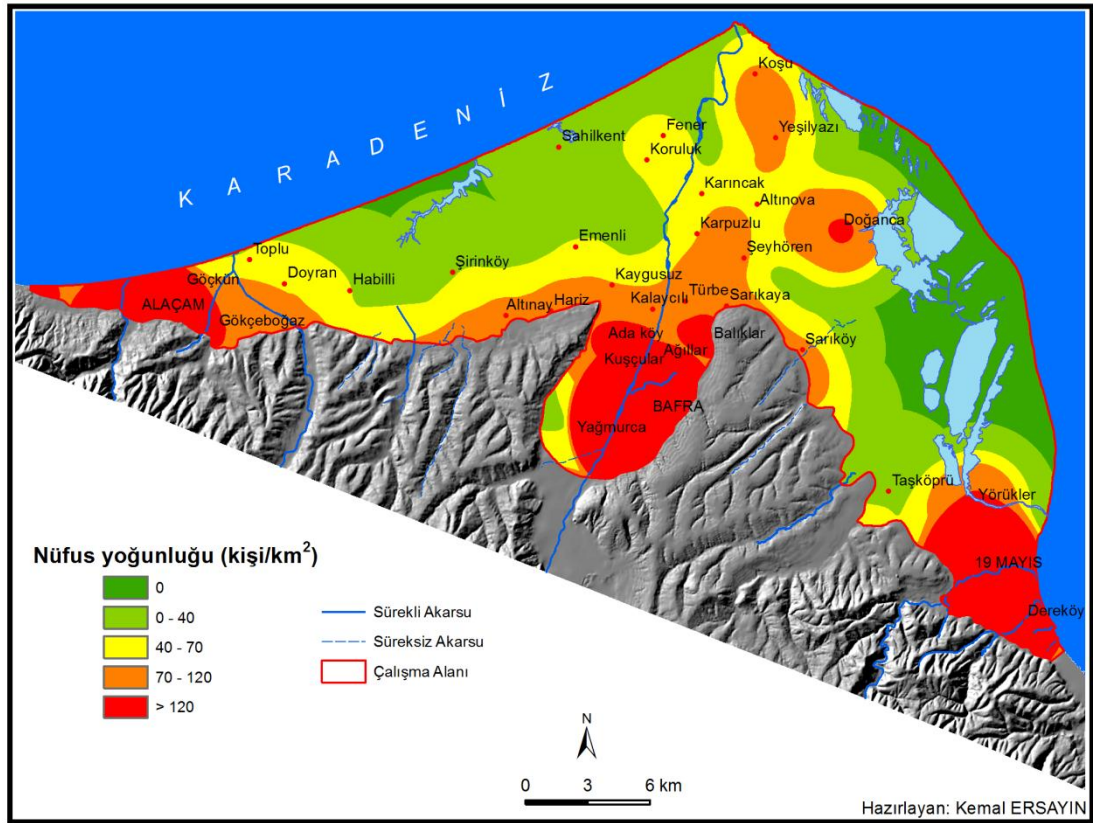 KARADENİZ
Koşu
Fener
Yeşilyazı
Sahilkent
Koruluk
Karıncak
Altınova
Doğanca
Karpuzlu
Toplu
Emenli
Şeyhören
Göçkün
Doyran
Habilli
Şirinköy
Kaygusuz
ALAÇAM
Türbe
Altınay
Hariz
Kalaycılı
Sarıkaya
Gökçeboğaz
Ada köy
Balıklar
Sarıköy
Kuşçular
Ağıllar
BAFRA
Yağmurca
Taşköprü
Yörükler
19 MAYIS
Dereköy
Nüfus yoğunluğu (kişi/km²)
0
0 - 40
40 - 70
70 - 120
> 120
Sürekli Akarsu
Süreksiz Akarsu
Çalışma Alanı
N
0 3 6 km
Hazırlayan: Kemal ERSAYIN